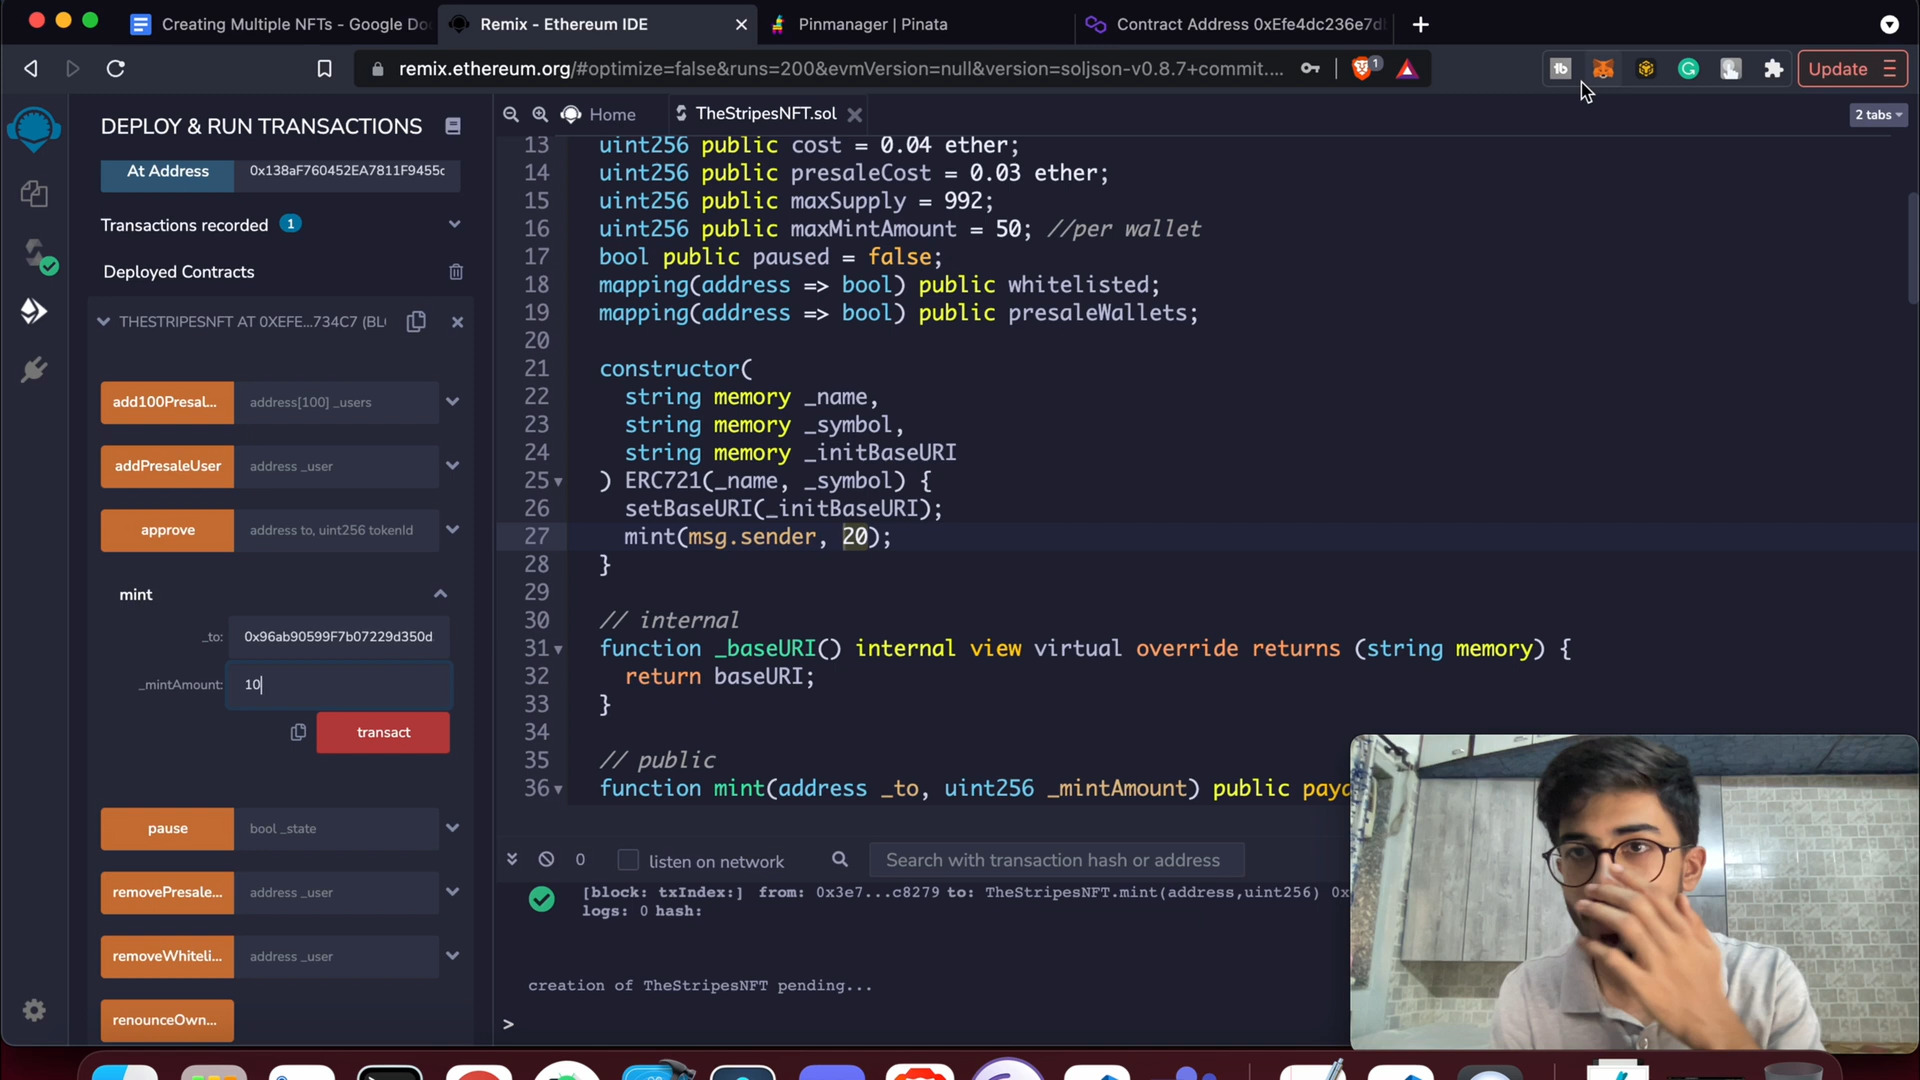 Creating Multiple NFTs - Google Do
Remix - Ethereum IDE
Pinmanager | Pinata
Contract Address 0xEfe4dc236e7d
remix.ethereum.org/#optimize=false&runs=200&evmVersion=null&version=soljson-v0.8.7+commit....
1
tb
Update
DEPLOY & RUN TRANSACTIONS
Home
TheStripesNFT.sol
2 tabs
At Address
0x138aF760452EA7811F9455c
Transactions recorded 1
Deployed Contracts
THESTRIPESNFT AT 0XEFE...734C7 (BLO
add100Presal...
address[100] _users
addPresaleUser
address _user
approve
address to, uint256 tokenId
mint
_to:
0x96ab90599F7b07229d350d
_mintAmount:
10
transact
pause
bool _state
removePresale...
address _user
removeWhiteli...
address _user
renounceOwn...
13 uint256 public cost = 0.04 ether;
14 uint256 public presaleCost = 0.03 ether;
15 uint256 public maxSupply = 992;
16 uint256 public maxMintAmount = 50; //per wallet
17 bool public paused = false;
18 mapping(address => bool) public whitelisted;
19 mapping(address => bool) public presaleWallets;
20
21 constructor(
22 string memory _name,
23 string memory _symbol,
24 string memory _initBaseURI
25 ) ERC721(_name, _symbol) {
26 setBaseURI(_initBaseURI);
27 mint(msg.sender, 20);
28 }
29
30 // internal
31 function _baseURI() internal view virtual override returns (string memory) {
32 return baseURI;
33 }
34
35 // public
36 function mint(address _to, uint256 _mintAmount) public paya
0
listen on network
Search with transaction hash or address
[block: txIndex:] from: 0x3e7...c8279 to: TheStripesNFT.mint(address,uint256) 0x
logs: 0 hash:
creation of TheStripesNFT pending...
>